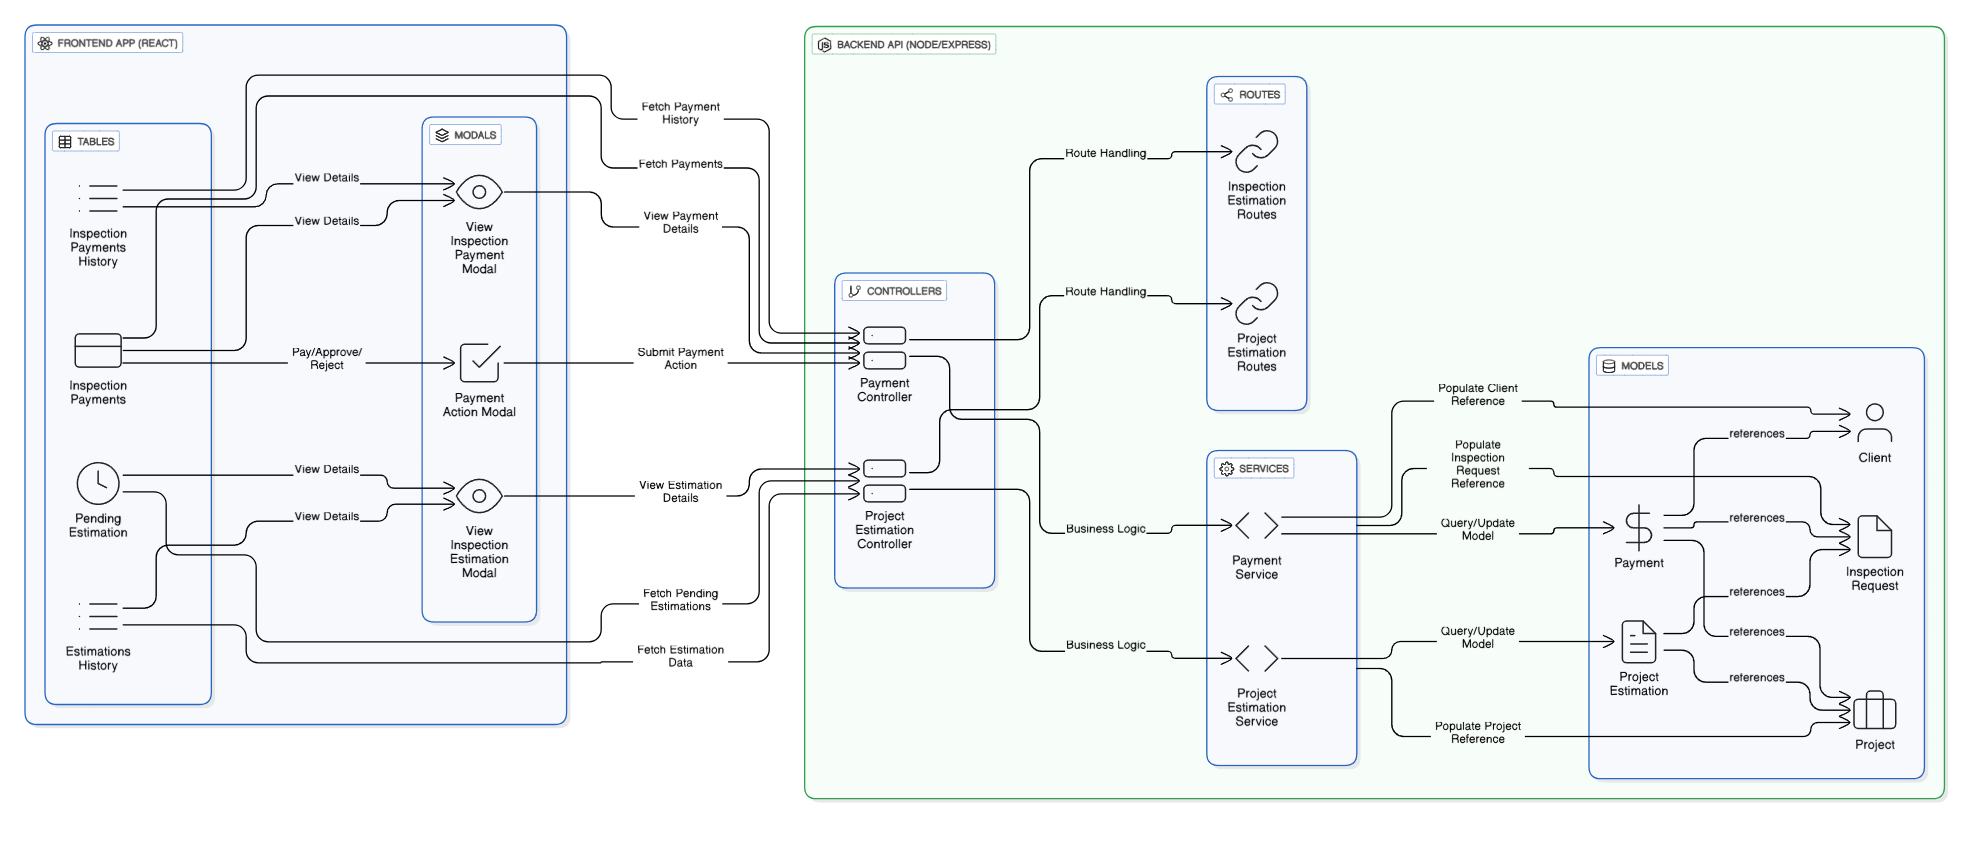 FRONTEND APP (REACT)
TABLES
Inspection
Payments
History
Inspection
Payments
Pending
Estimation
Estimations
History
View Details
View Details
Pay/Approve/
Reject
View Details
View Details
MODALS
View
Inspection
Payment
Modal
Payment
Action Modal
View
Inspection
Estimation
Modal
Fetch Payment
History
Fetch Payments
View Payment
Details
Submit Payment
Action
View Estimation
Details
Fetch Pending
Estimations
Fetch Estimation
Data
BACKEND API (NODE/EXPRESS)
CONTROLLERS
Payment
Controller
Project
Estimation
Controller
Route Handling
Route Handling
Business Logic
Business Logic
ROUTES
Inspection
Estimation
Routes
Project
Estimation
Routes
SERVICES
Payment
Service
Project
Estimation
Service
Populate Client
Reference
Populate
Inspection
Request
Reference
Query/Update
Model
Query/Update
Model
Populate Project
Reference
MODELS
Payment
Project
Estimation
references
references
references
references
references
Client
Inspection
Request
Project